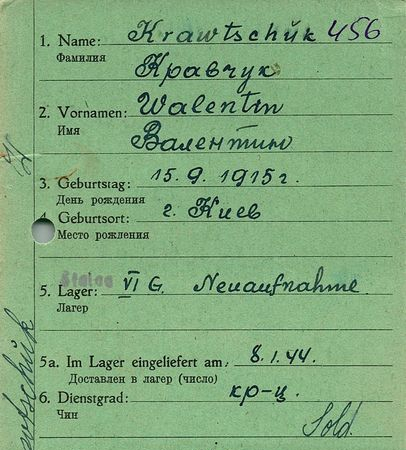 1. Name: Krawtschŭk 456
Фамилия Кравчук
2. Vornamen: Walentin
Имя Валентин
3. Geburtstag: 15.9.1915г.
День рождения
4. Geburtsort: г. Киев
Место рождения
Stalag
5. Lager: VI G. Neuaufnahme
Лагерь
5a. Im Lager eingeliefert am: 8.1.44.
Доставлен в лагерь (число)
6. Dienstgrad: кр-ц.
Чин Sold.